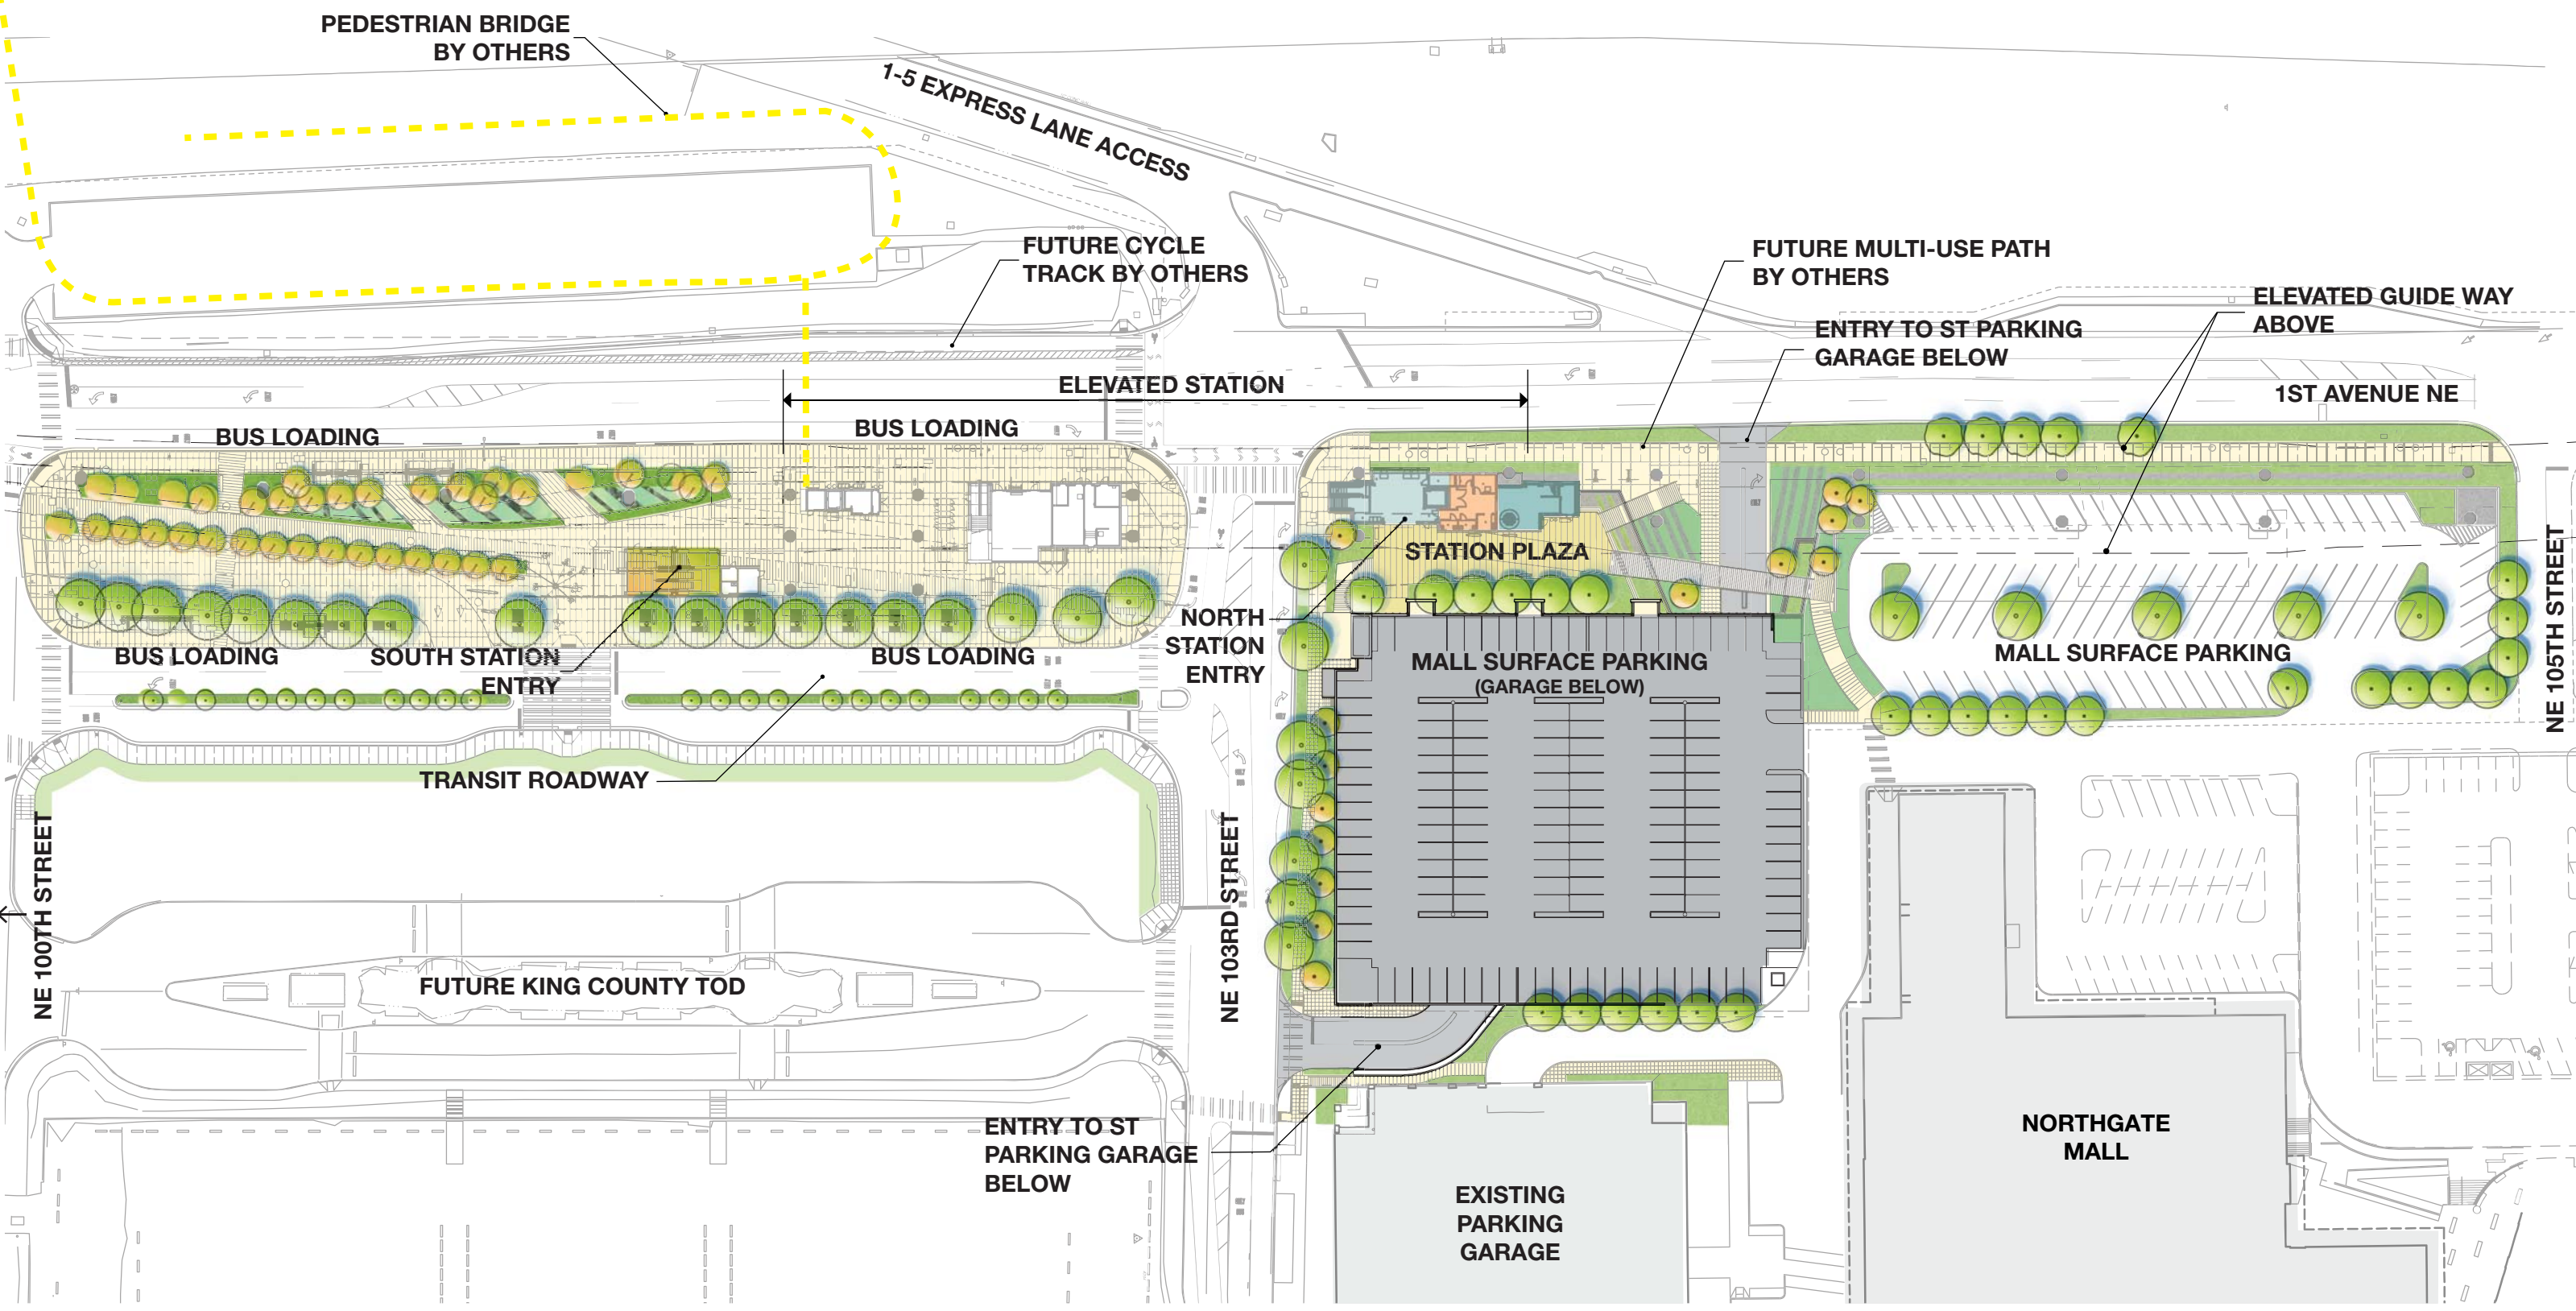 PEDESTRIAN BRIDGE
BY OTHERS
1-5 EXPRESS LANE ACCESS
FUTURE CYCLE
TRACK BY OTHERS
FUTURE MULTI-USE PATH
BY OTHERS
ELEVATED GUIDE WAY
ABOVE
ENTRY TO ST PARKING
GARAGE BELOW
ELEVATED STATION
1ST AVENUE NE
BUS LOADING
BUS LOADING
STATION PLAZA
NORTH
STATION
ENTRY
BUS LOADING
SOUTH STATION
ENTRY
BUS LOADING
MALL SURFACE PARKING
(GARAGE BELOW)
MALL SURFACE PARKING
NE 105TH STREET
TRANSIT ROADWAY
NE 100TH STREET
NE 103RD STREET
FUTURE KING COUNTY TOD
ENTRY TO ST
PARKING GARAGE
BELOW
EXISTING
PARKING
GARAGE
NORTHGATE
MALL